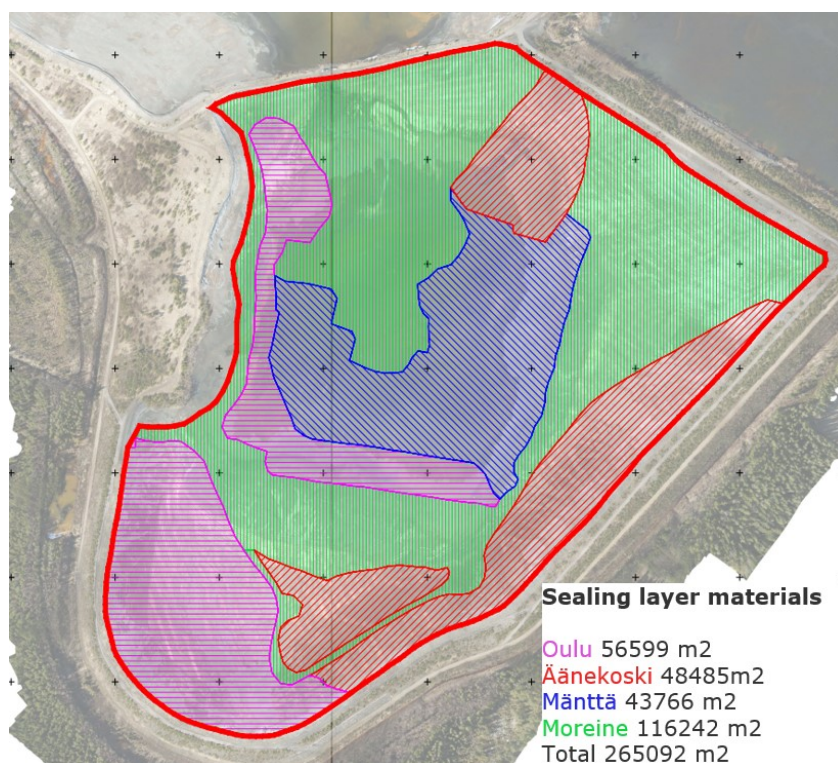 Sealing layer materials
Oulu 56599 m2
Äänekoski 48485m2
Mänttä 43766 m2
Moreine 116242 m2
Total 265092 m2